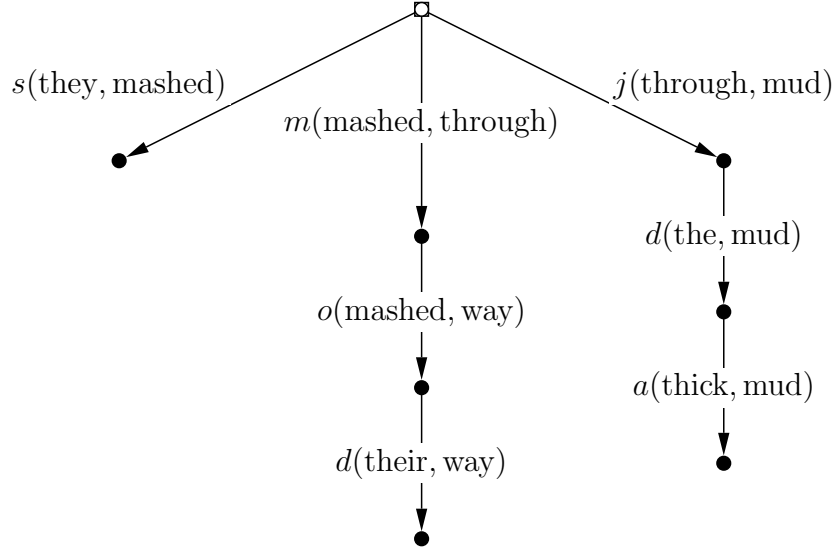 s(they, mashed)
j(through, mud)
m(mashed, through)
d(the, mud)
o(mashed, way)
a(thick, mud)
d(their, way)